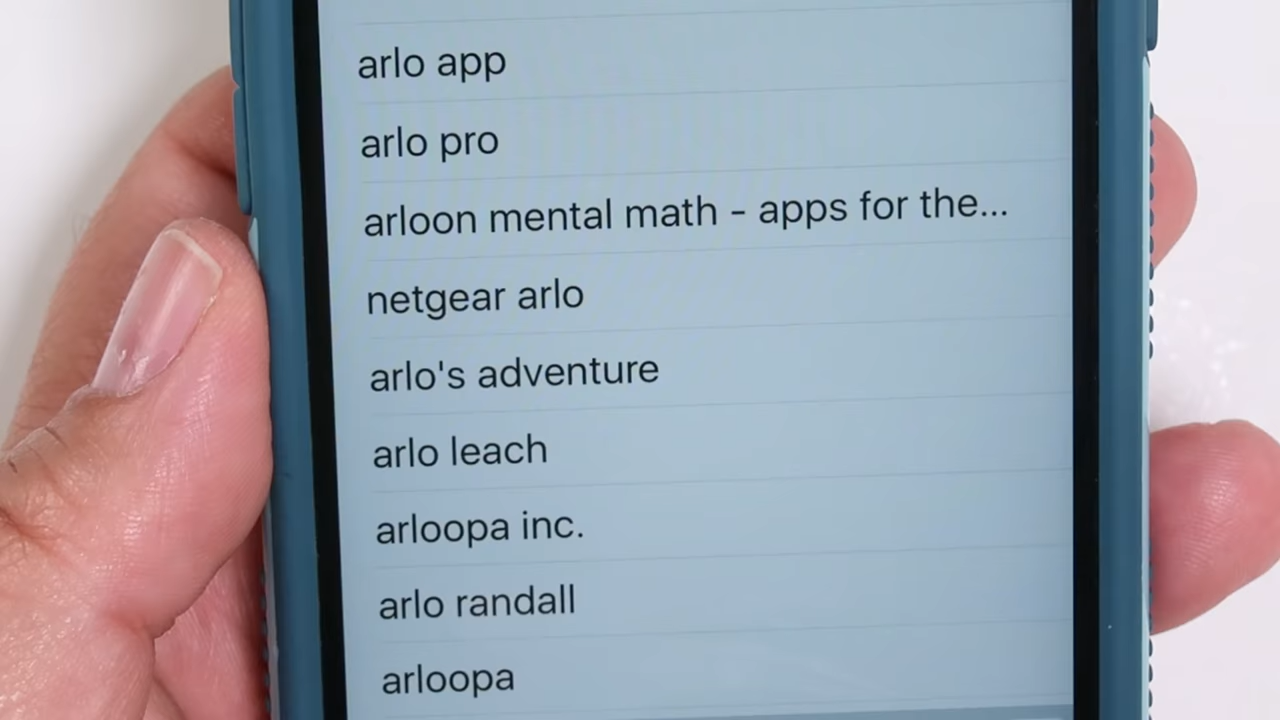 arlo app
arlo pro
arloon mental math - apps for the...
netgear arlo
arlo's adventure
arlo leach
arloopa inc.
arlo randall
arloopa